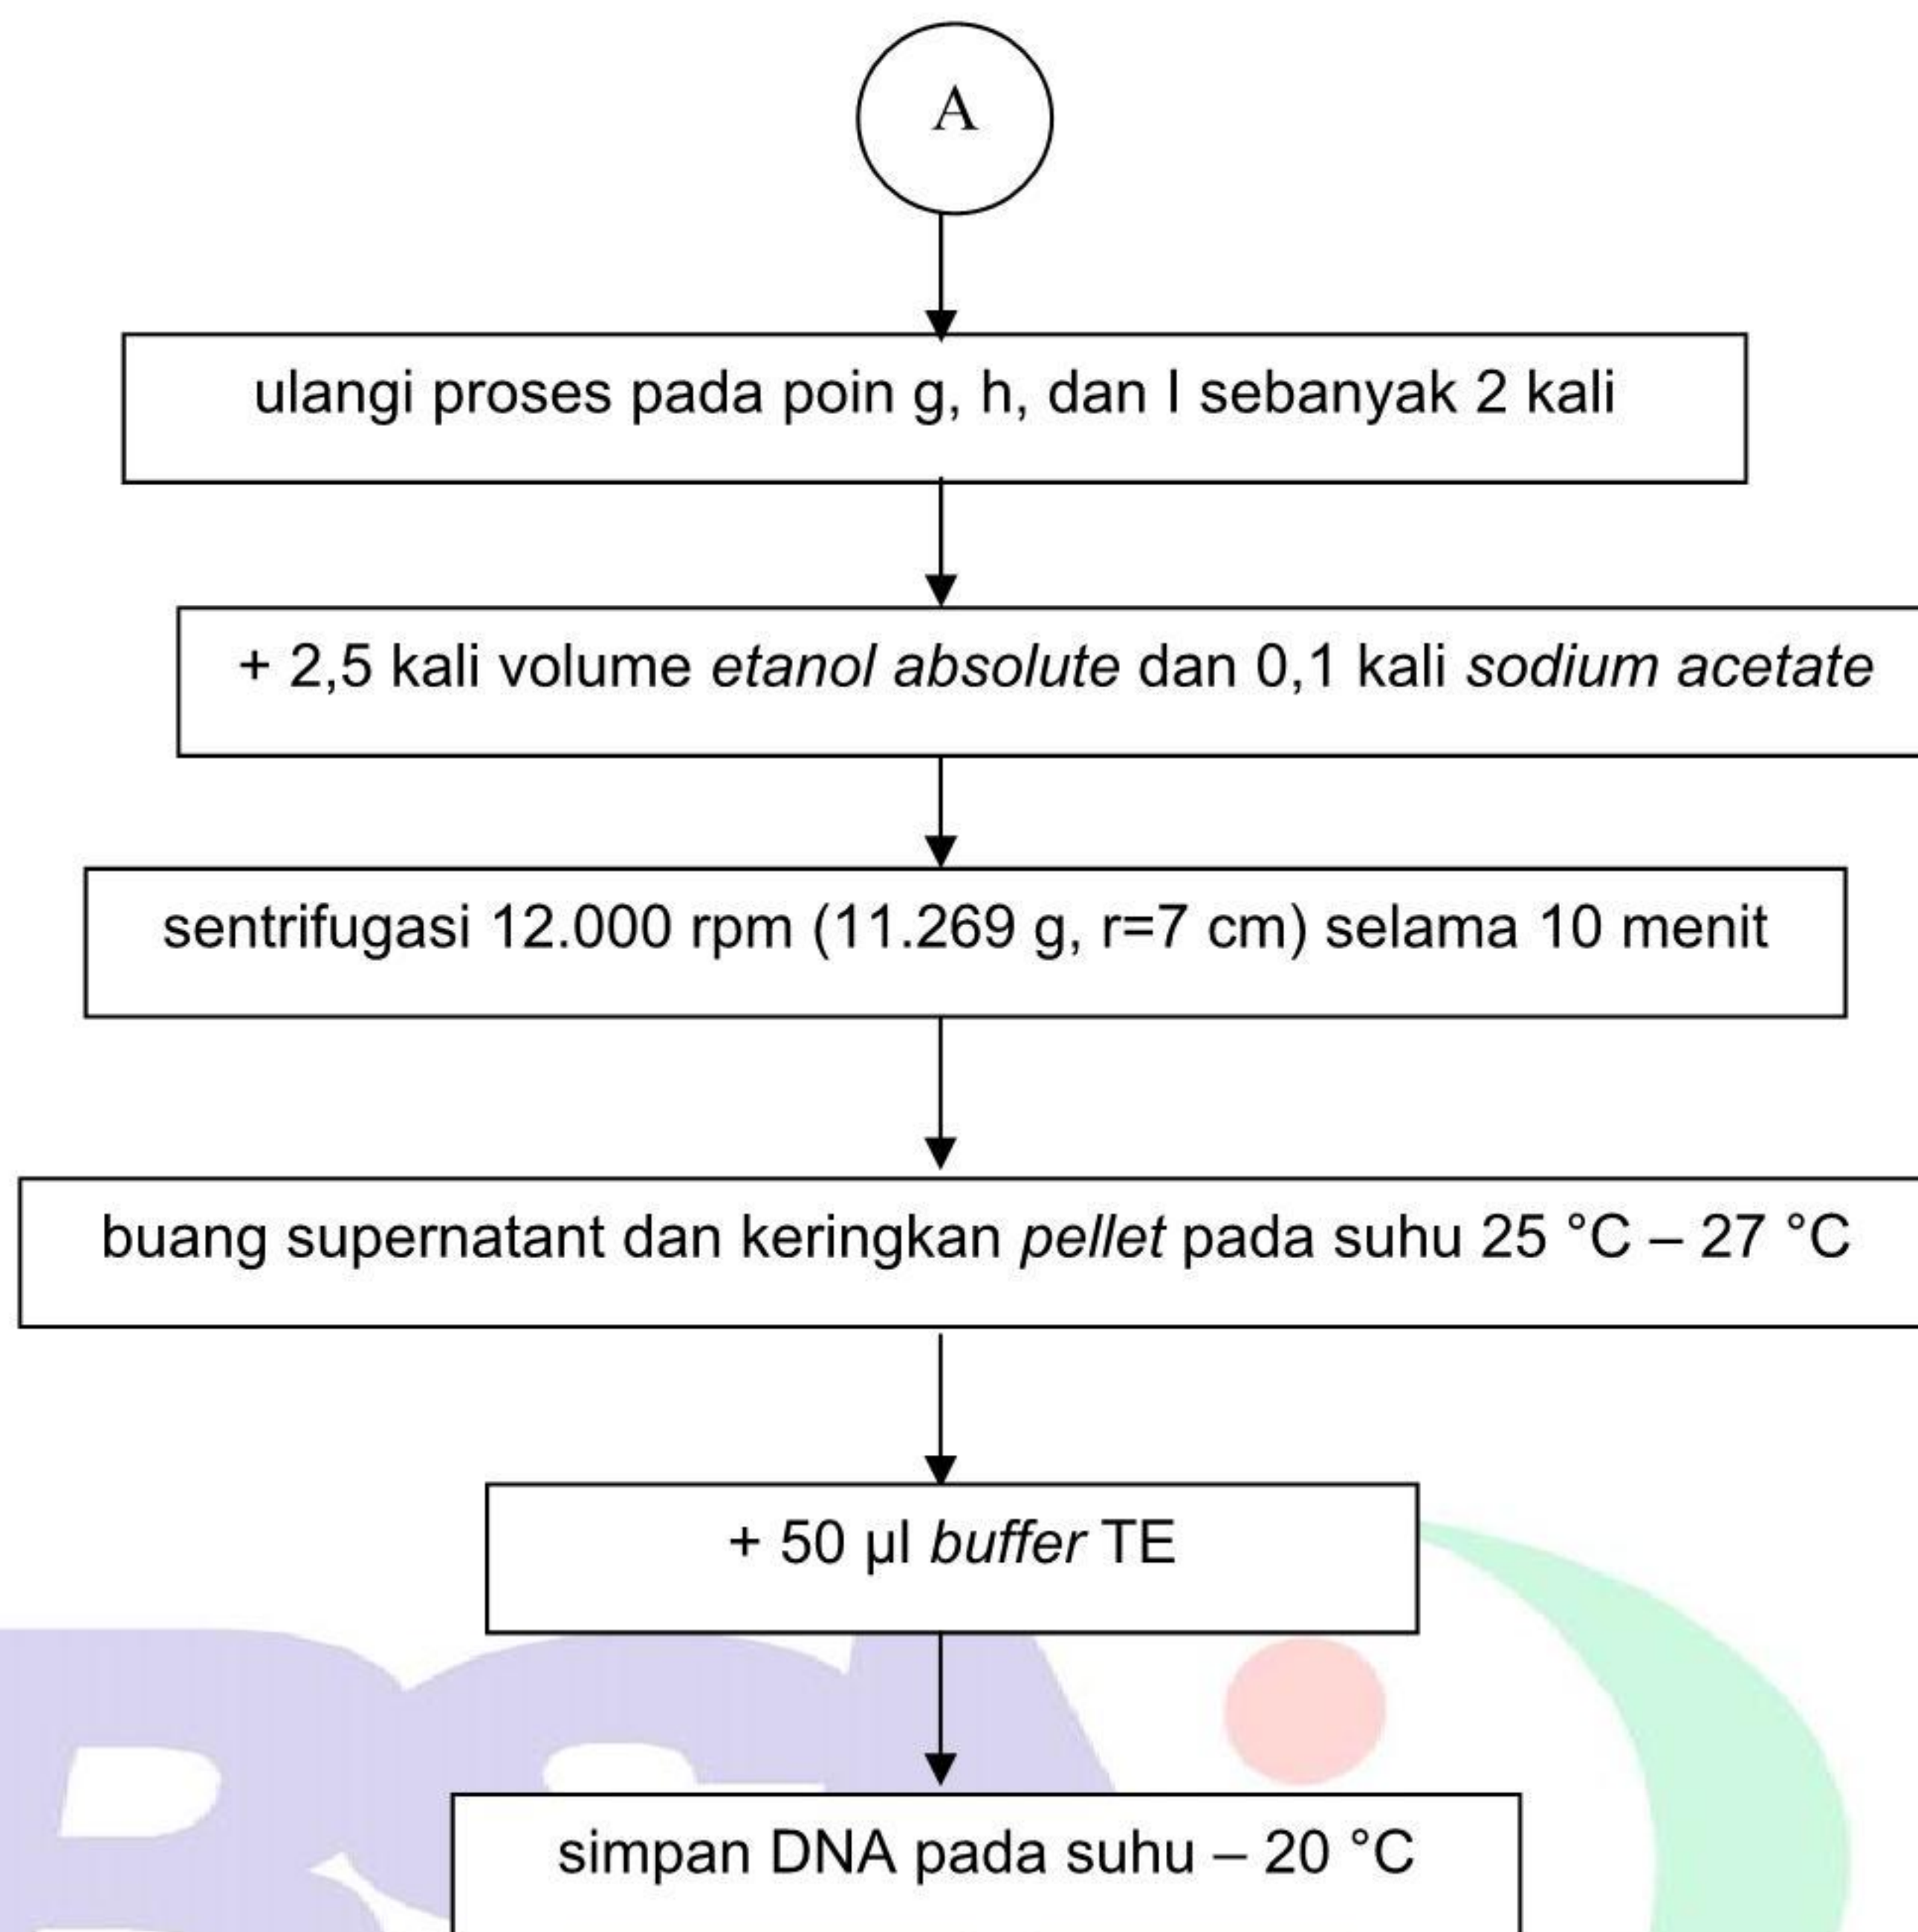 A
ulangi proses pada poin g, h, dan I sebanyak 2 kali
+ 2,5 kali volume etanol absolute dan 0,1 kali sodium acetate
sentrifugasi 12.000 rpm (11.269 g, r=7 cm) selama 10 menit
buang supernatant dan keringkan pellet pada suhu 25 °C – 27 °C
+ 50 µl buffer TE
simpan DNA pada suhu – 20 °C